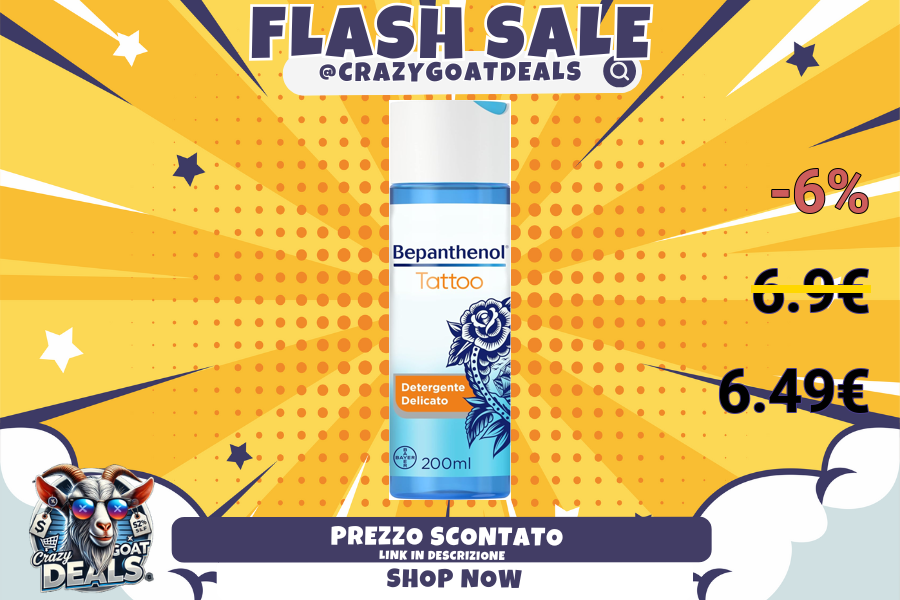 FLASH SALE
@CRAZYGOATDEALS
-6%
Bepanthenol®
Tattoo
6.9€
6.49€
Detergente
Delicato
BAYER
200ml
$
52%
Crazy
GOAT
DEALS
PREZZO SCONTATO
LINK IN DESCRIZIONE
SHOP NOW